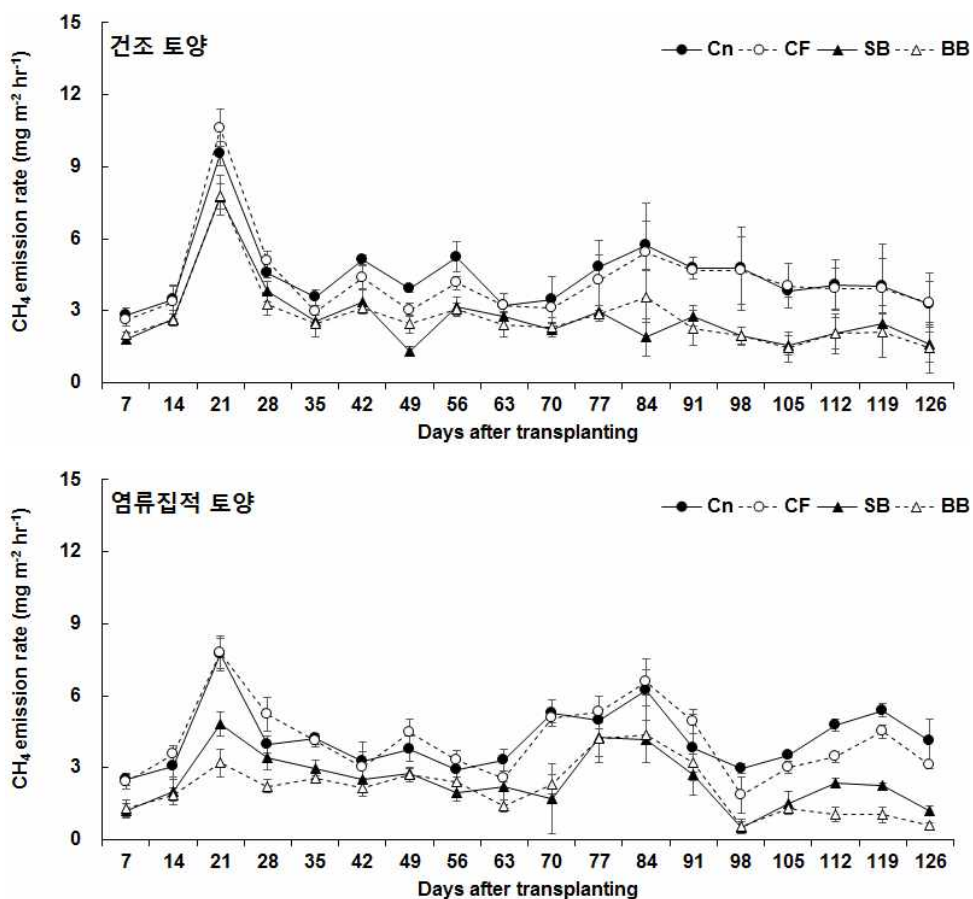 건조 토양
Cn CF SB BB
CH₄ emission rate (mg m⁻² hr⁻¹)
15
12
9
6
3
0
7 14 21 28 35 42 49 56 63 70 77 84 91 98 105 112 119 126
Days after transplanting
염류집적 토양
Cn CF SB BB
CH₄ emission rate (mg m⁻² hr⁻¹)
15
12
9
6
3
0
7 14 21 28 35 42 49 56 63 70 77 84 91 98 105 112 119 126
Days after transplanting